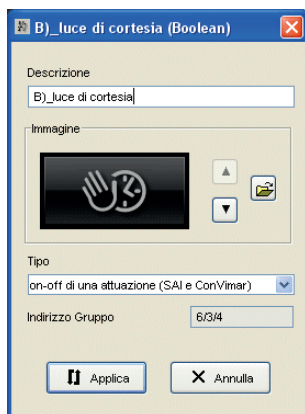 B)_luce di cortesia (Boolean)
Descrizione
B)_luce di cortesia
Immagine
Tipo
on-off di una attuazione (SAI e ConVimar)
Indirizzo Gruppo 6/3/4
Applica Annulla